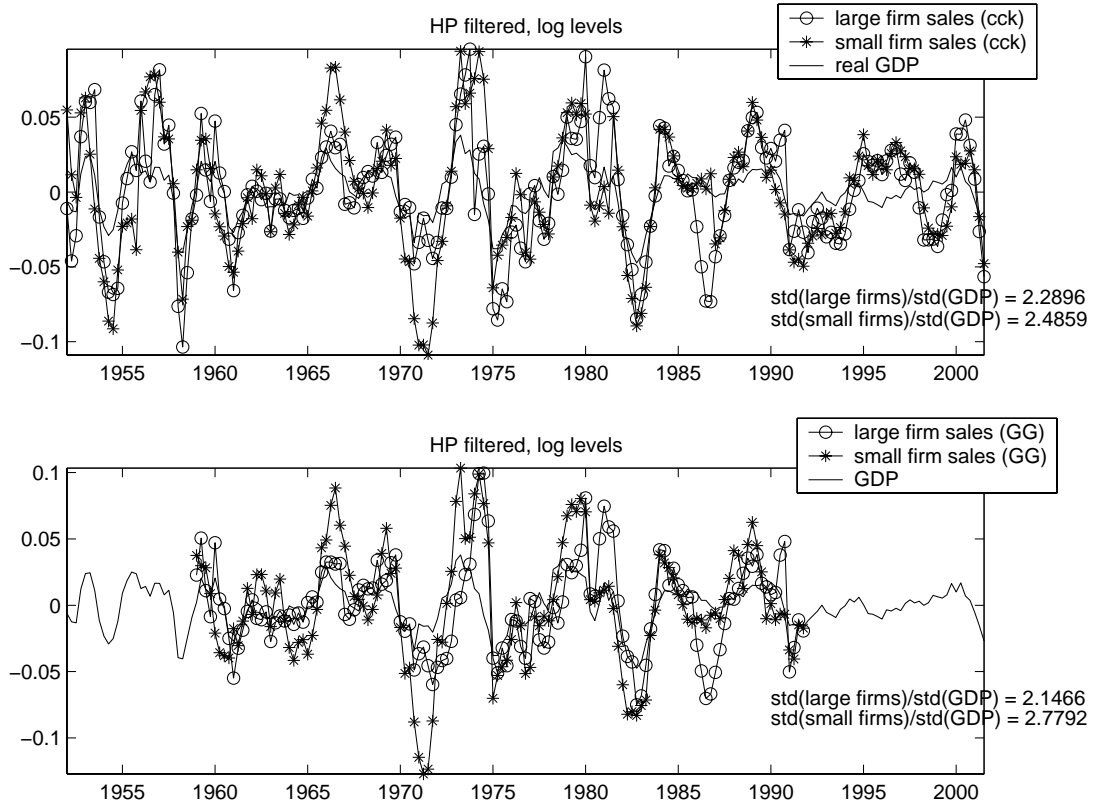 HP filtered, log levels
large firm sales (cck)
small firm sales (cck)
real GDP
0.05
0
−0.05
−0.1
std(large firms)/std(GDP) = 2.2896
std(small firms)/std(GDP) = 2.4859
1955 1960 1965 1970 1975 1980 1985 1990 1995 2000
HP filtered, log levels
large firm sales (GG)
small firm sales (GG)
GDP
0.1
0.05
0
−0.05
−0.1
std(large firms)/std(GDP) = 2.1466
std(small firms)/std(GDP) = 2.7792
1955 1960 1965 1970 1975 1980 1985 1990 1995 2000